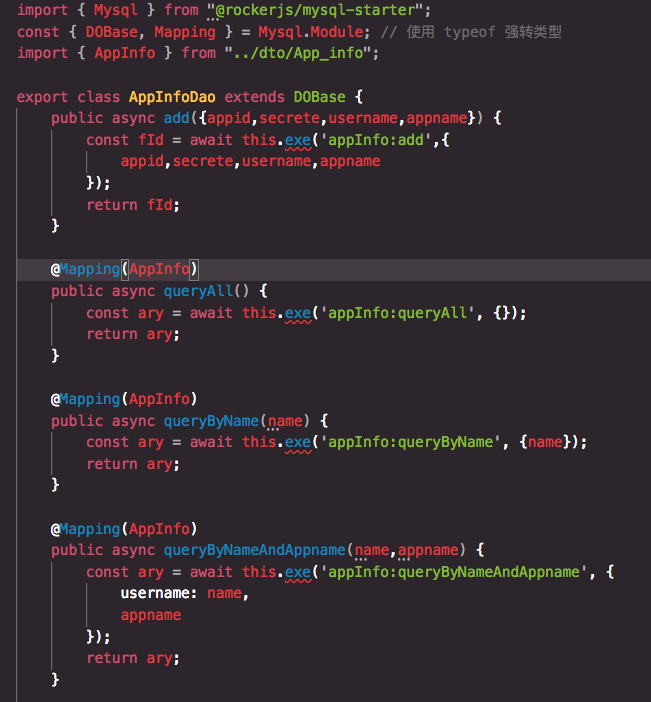 import { Mysql } from "@rockerjs/mysql-starter";
const { DOBase, Mapping } = Mysql.Module; // 使用 typeof 强转类型
import { AppInfo } from "../dto/App_info";
export class AppInfoDao extends DOBase {
public async add({appid,secrete,username,appname}) {
const fId = await this.exe('appInfo:add',{
appid,secrete,username,appname
});
return fId;
}
@Mapping(AppInfo)
public async queryAll() {
const ary = await this.exe('appInfo:queryAll', {});
return ary;
}
@Mapping(AppInfo)
public async queryByName(name) {
const ary = await this.exe('appInfo:queryByName', {name});
return ary;
}
@Mapping(AppInfo)
public async queryByNameAndAppname(name,appname) {
const ary = await this.exe('appInfo:queryByNameAndAppname', {
username: name,
appname
});
return ary;
}